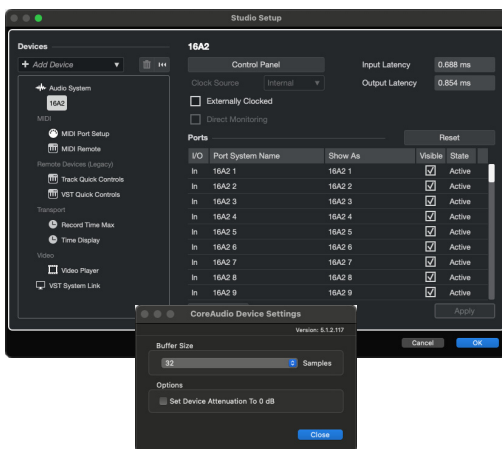 Studio Setup
Devices
Add Device
Audio System
16A2
MIDI
MIDI Port Setup
MIDI Remote
Remote Devices (Legacy)
Track Quick Controls
VST Quick Controls
Transport
Record Time Max
Time Display
Video
Video Player
VST System Link
16A2
Control Panel
Input Latency 0.688 ms
Clock Source Internal
Output Latency 0.854 ms
Externally Clocked
Direct Monitoring
Ports Reset
I/O Port System Name Show As Visible State
In 16A2 1 16A2 1 Active
In 16A2 2 16A2 2 Active
In 16A2 3 16A2 3 Active
In 16A2 4 16A2 4 Active
In 16A2 5 16A2 5 Active
In 16A2 6 16A2 6 Active
In 16A2 7 16A2 7 Active
In 16A2 8 16A2 8 Active
In 16A2 9 16A2 9 Active
Apply
Cancel OK
CoreAudio Device Settings
Version: 5.1.2.117
Buffer Size
32 Samples
Options
Set Device Attenuation To 0 dB
Close